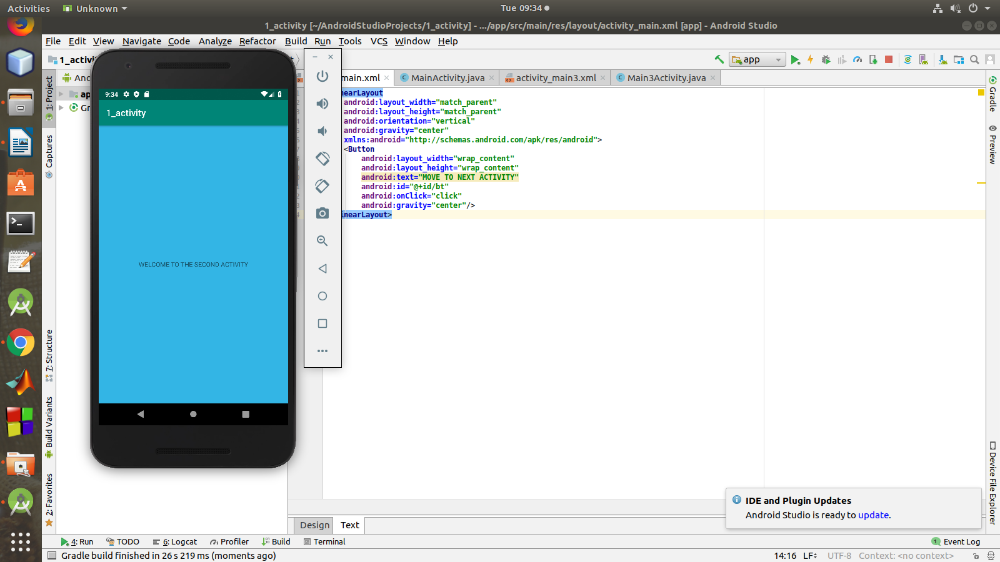 Activities
Unknown
Tue 09:34
1_activity [~/AndroidStudioProjects/1_activity] - .../app/src/main/res/layout/activity_main.xml [app] - Android Studio
File Edit View Navigate Code Analyze Refactor Build Run Tools VCS Window Help
1_activi
app
And
main.xml
MainActivity.java
activity_main3.xml
Main3Activity.java
ap
Gr
1: Project
Captures
7: Structure
Build Variants
2: Favorites
9:34
1_activity
WELCOME TO THE SECOND ACTIVITY
nearLayout
android:layout_width="match_parent"
android:layout_height="match_parent"
android:orientation="vertical"
android:gravity="center"
xmlns:android="http://schemas.android.com/apk/res/android">
<Button
android:layout_width="wrap_content"
android:layout_height="wrap_content"
android:text="MOVE TO NEXT ACTIVITY"
android:id="@+id/bt"
android:onClick="click"
android:gravity="center"/>
inearLayout>
Gradle
Preview
Device File Explorer
IDE and Plugin Updates
Android Studio is ready to update.
Design Text
4: Run TODO 6: Logcat Profiler Build Terminal
1 Event Log
Gradle build finished in 26 s 219 ms (moments ago)
14:16 LF UTF-8 Context: <no context>